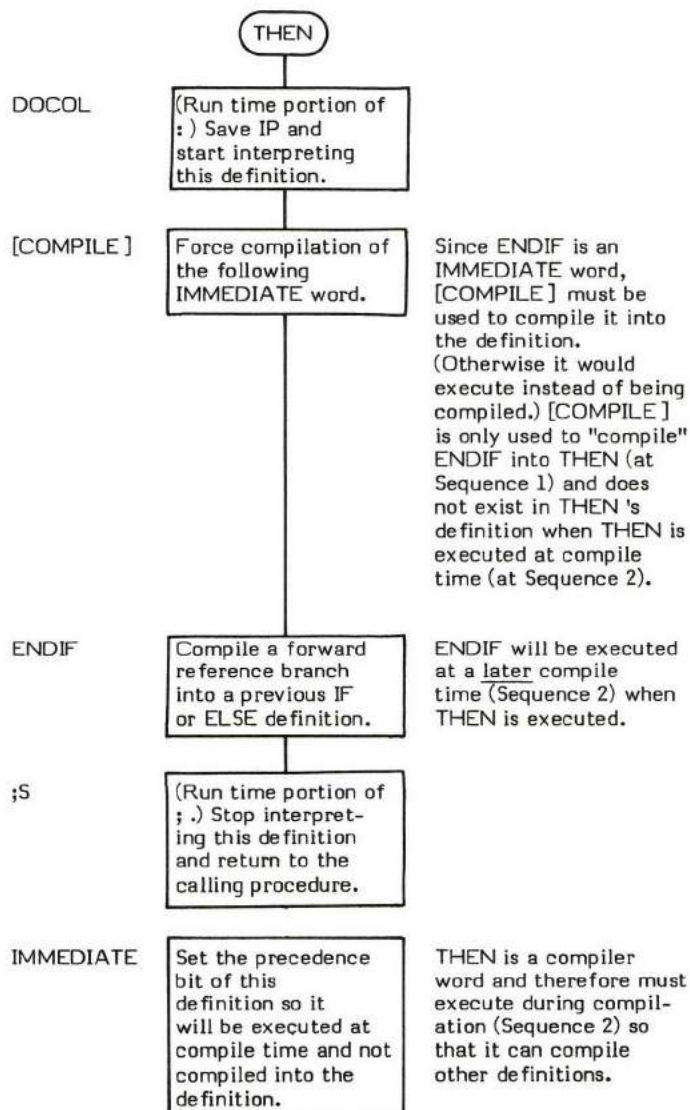 THEN
DOCOL
(Run time portion of
: ) Save IP and
start interpreting
this definition.
[COMPILE ]
Force compilation of
the following
IMMEDIATE word.
Since ENDIF is an
IMMEDIATE word,
[COMPILE ] must be
used to compile it into
the definition.
(Otherwise it would
execute instead of being
compiled.) [COMPILE ]
is only used to "compile"
ENDIF into THEN (at
Sequence 1) and does
not exist in THEN 's
definition when THEN is
executed at compile
time (at Sequence 2).
ENDIF
Compile a forward
reference branch
into a previous IF
or ELSE definition.
ENDIF will be executed
at a later compile
time (Sequence 2) when
THEN is executed.
;S
(Run time portion of
; .) Stop interpret-
ing this definition
and return to the
calling procedure.
IMMEDIATE
Set the precedence
bit of this
definition so it
will be executed at
compile time and not
compiled into the
definition.
THEN is a compiler
word and therefore must
execute during compil-
ation (Sequence 2) so
that it can compile
other definitions.